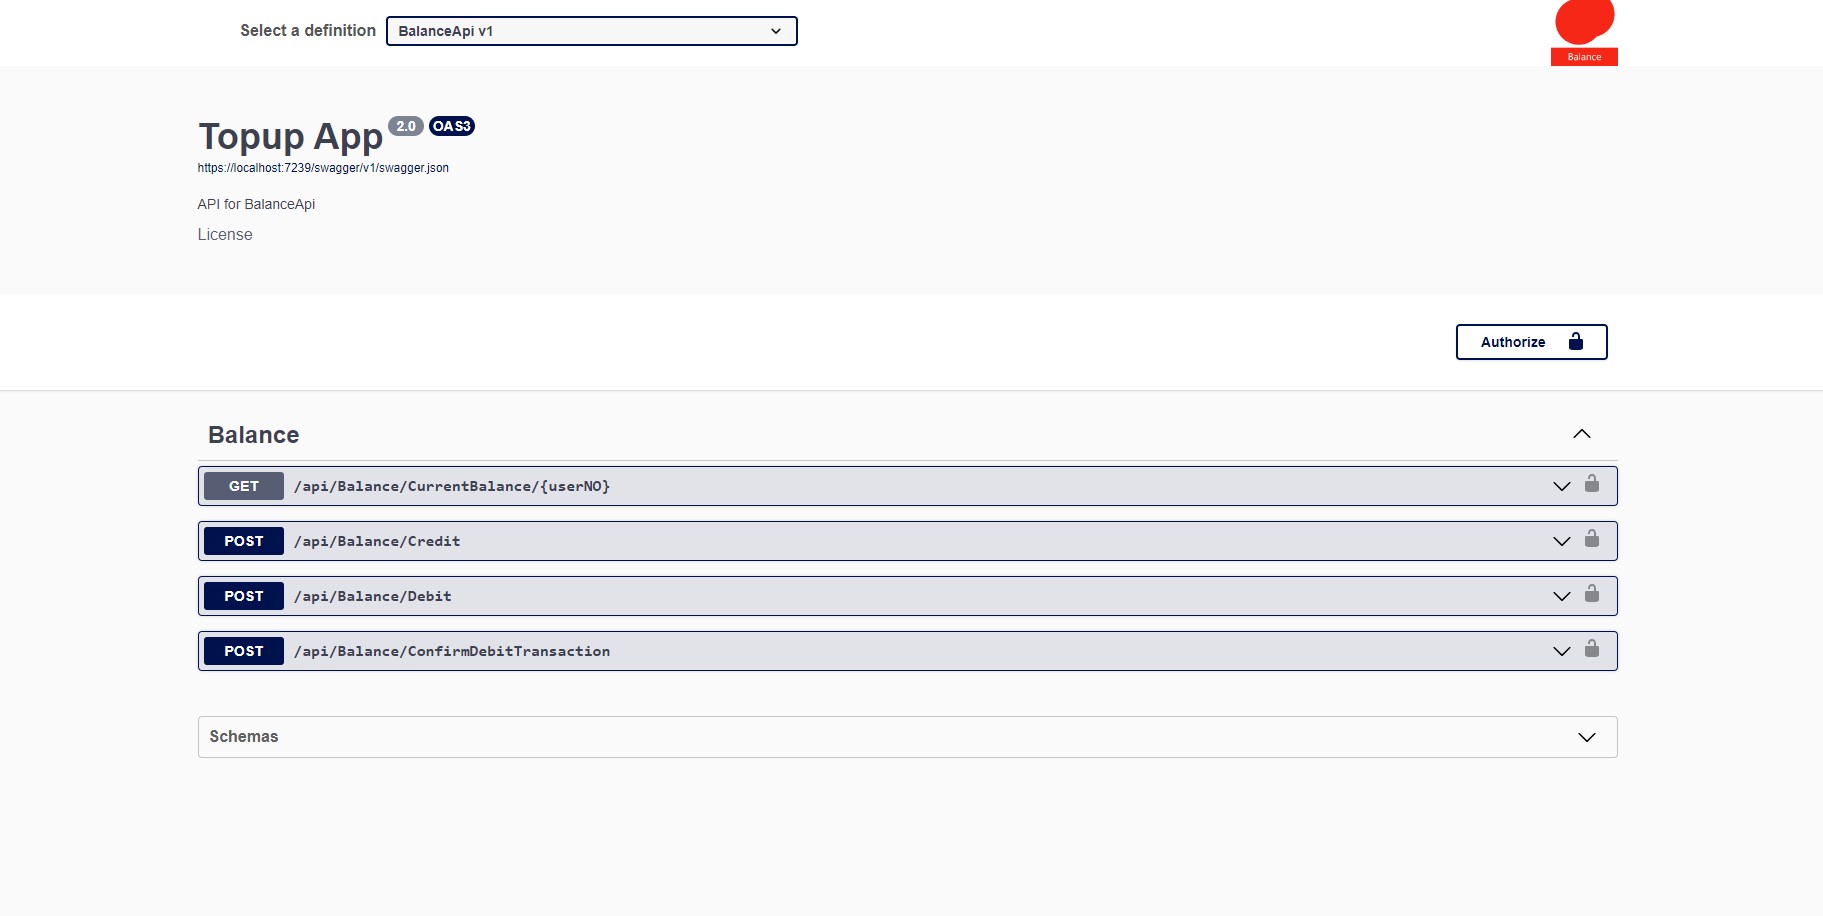 Select a definition
BalanceApi v1
Balance
Topup App 2.0 OAS3
https://localhost:7239/swagger/v1/swagger.json
API for BalanceApi
License
Authorize
Balance
GET /api/Balance/CurrentBalance/{userNO}
POST /api/Balance/Credit
POST /api/Balance/Debit
POST /api/Balance/ConfirmDebitTransaction
Schemas